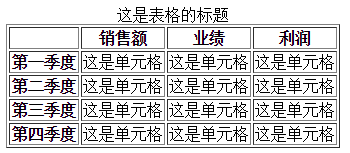 这是表格的标题
销售额 业绩 利润
第一季度 这是单元格 这是单元格 这是单元格
第二季度 这是单元格 这是单元格 这是单元格
第三季度 这是单元格 这是单元格 这是单元格
第四季度 这是单元格 这是单元格 这是单元格